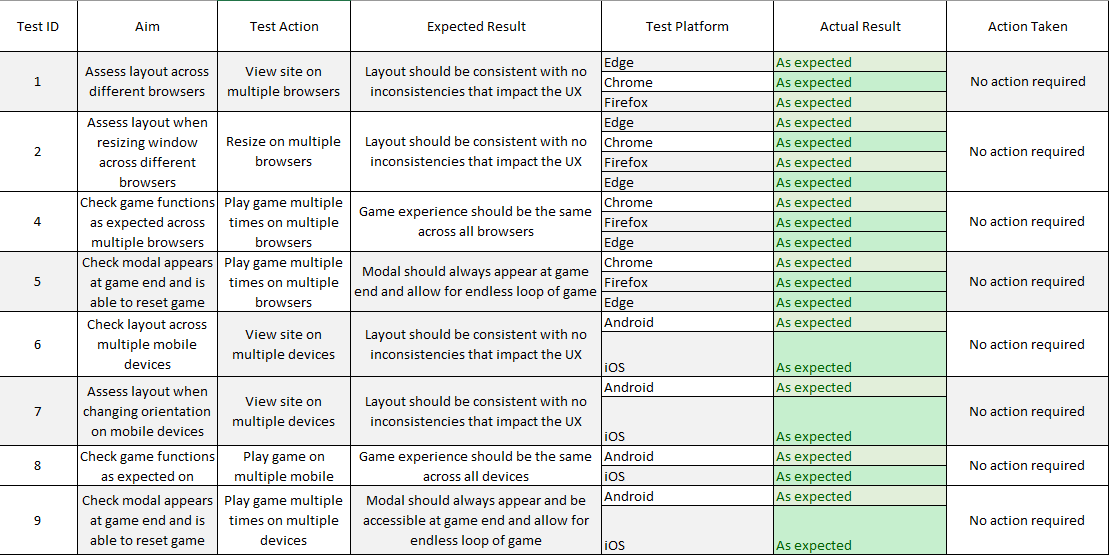 Test ID Aim Test Action Expected Result Test Platform Actual Result Action Taken
1
Assess layout across
different browsers
View site on
multiple browsers
Layout should be consistent with no
inconsistencies that impact the UX
Edge As expected
Chrome As expected
Firefox As expected
No action required
2
Assess layout when
resizing window
across different
browsers
Resize on multiple
browsers
Layout should be consistent with no
inconsistencies that impact the UX
Edge As expected
Chrome As expected
Firefox As expected
Edge As expected
No action required
4
Check game functions
as expected across
multiple browsers
Play game multiple
times on multiple
browsers
Game experience should be the same
across all browsers
Chrome As expected
Firefox As expected
Edge As expected
No action required
5
Check modal appears
at game end and is
able to reset game
Play game multiple
times on multiple
browsers
Modal should always appear at game
end and allow for endless loop of game
Chrome As expected
Firefox As expected
Edge As expected
No action required
6
Check layout across
multiple mobile
devices
View site on
multiple devices
Layout should be consistent with no
inconsistencies that impact the UX
Android As expected
iOS As expected
No action required
7
Assess layout when
changing orientation
on mobile devices
View site on
multiple devices
Layout should be consistent with no
inconsistencies that impact the UX
Android As expected
iOS As expected
No action required
8
Check game functions
as expected on
Play game on
multiple mobile
Game experience should be the same
across all devices
Android As expected
iOS As expected
No action required
9
Check modal appears
at game end and is
able to reset game
Play game multiple
times on multiple
devices
Modal should always appear and be
accessible at game end and allow for
endless loop of game
Android As expected
iOS As expected
No action required